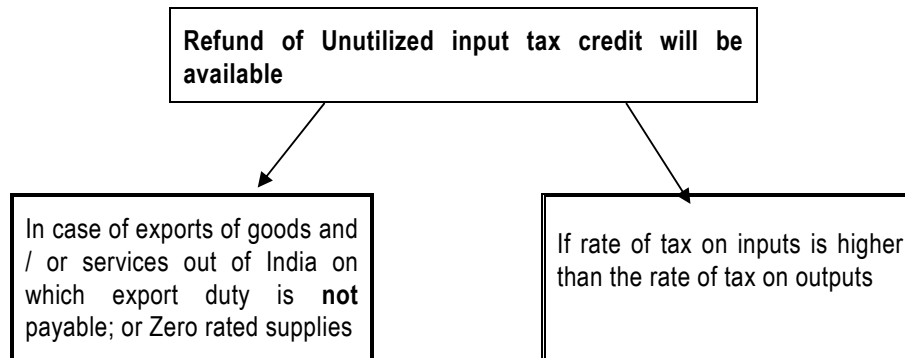 Refund of Unutilized input tax credit will be
available
In case of exports of goods and
/ or services out of India on
which export duty is not
payable; or Zero rated supplies
If rate of tax on inputs is higher
than the rate of tax on outputs